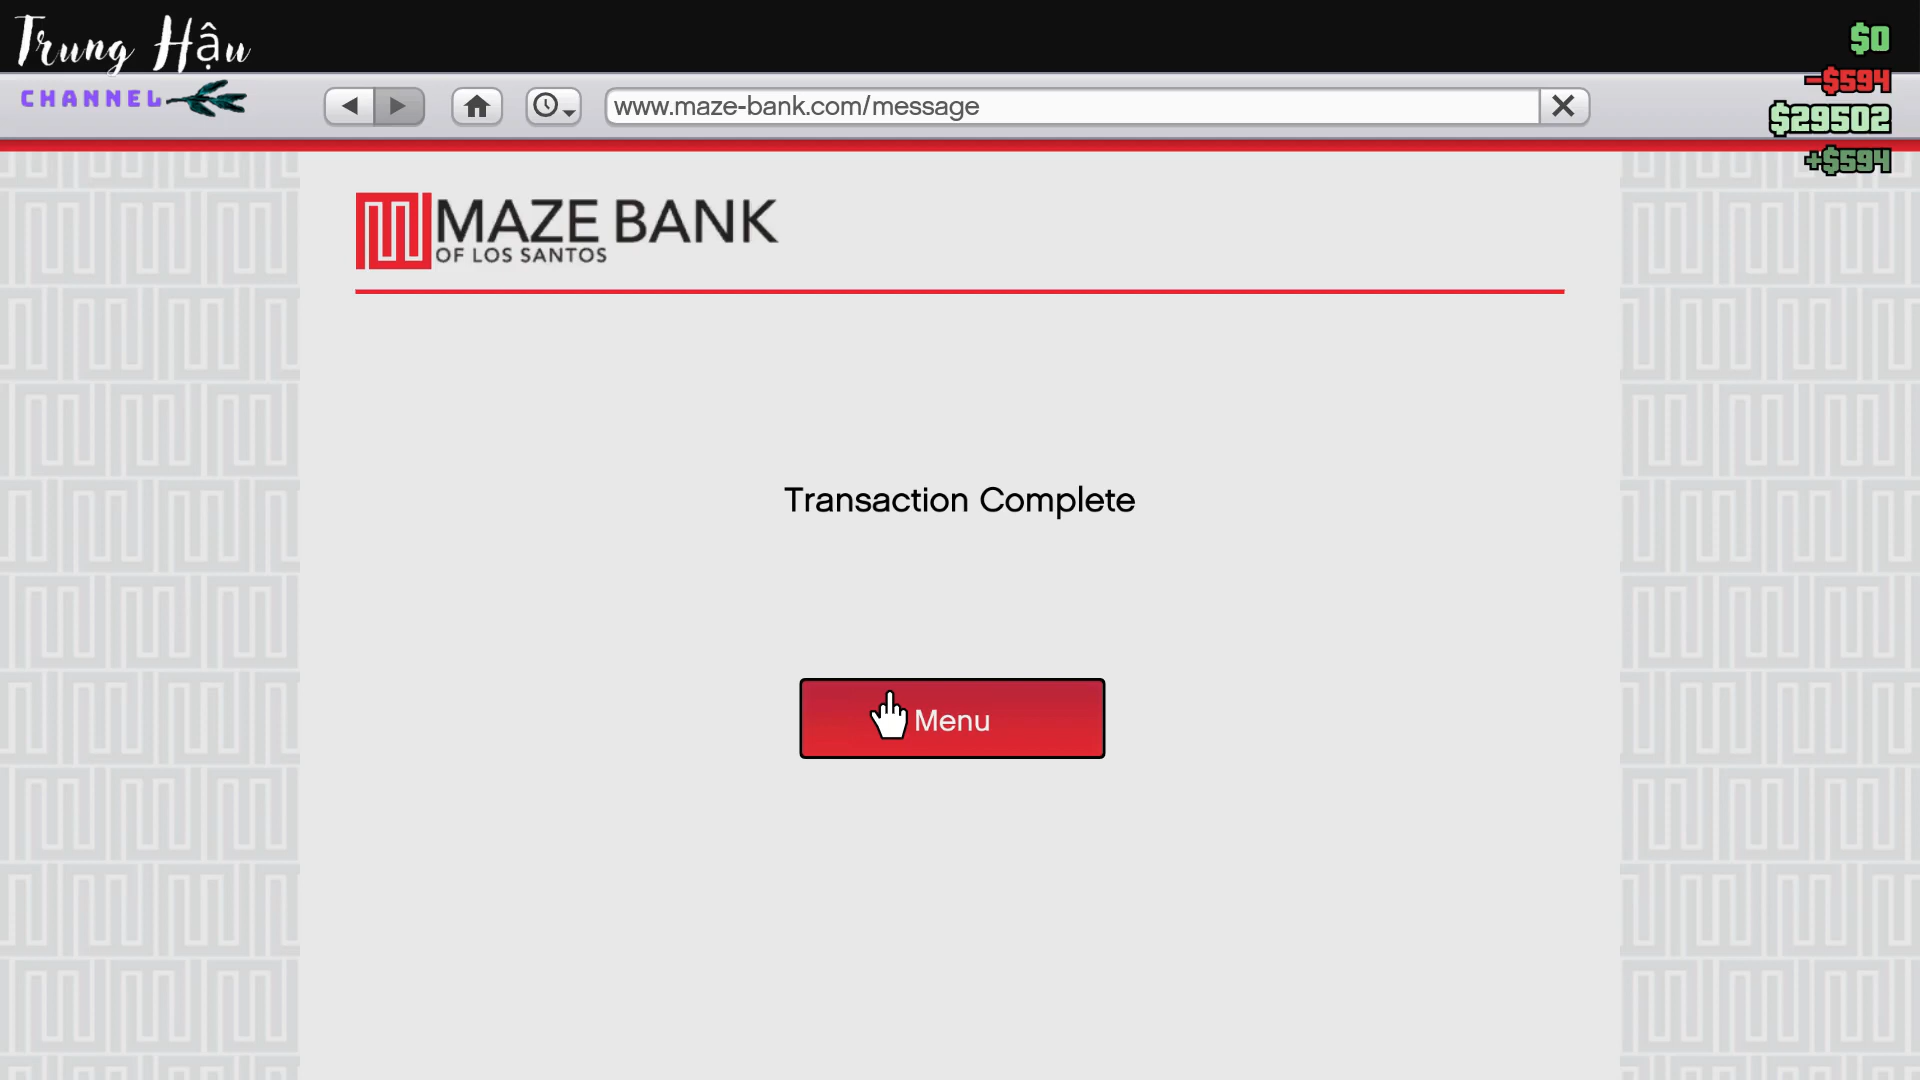 Trung Hậu
CHANNEL
$0
-$594
$29502
+$594
www.maze-bank.com/message
MAZE BANK
OF LOS SANTOS
Transaction Complete
Menu